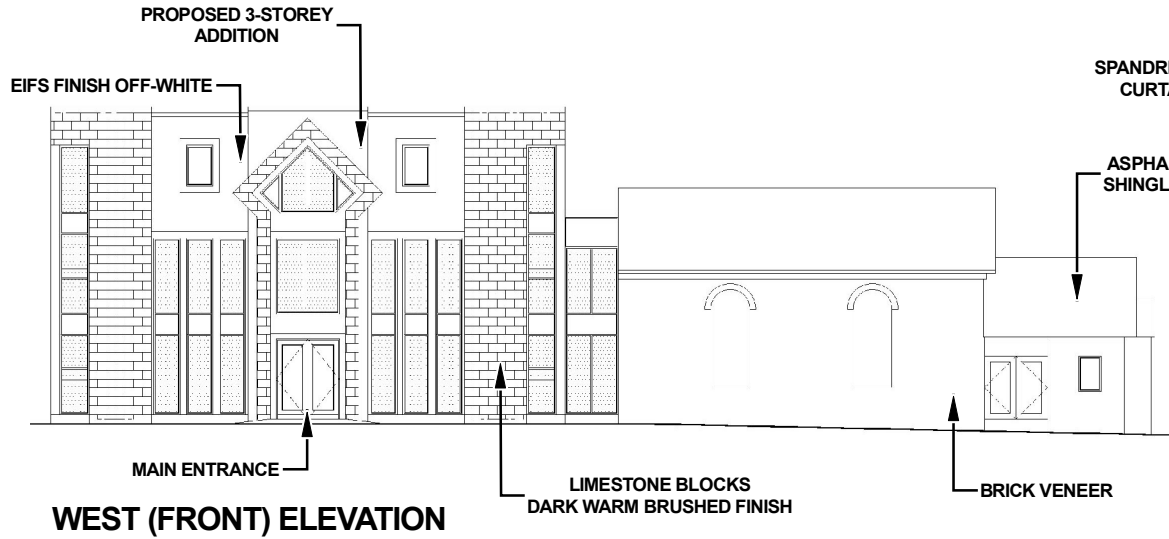 PROPOSED 3-STOREY
ADDITION
EIFS FINISH OFF-WHITE
SPANDR
CURTA
ASPHA
SHINGL
MAIN ENTRANCE
LIMESTONE BLOCKS
DARK WARM BRUSHED FINISH
BRICK VENEER
WEST (FRONT) ELEVATION